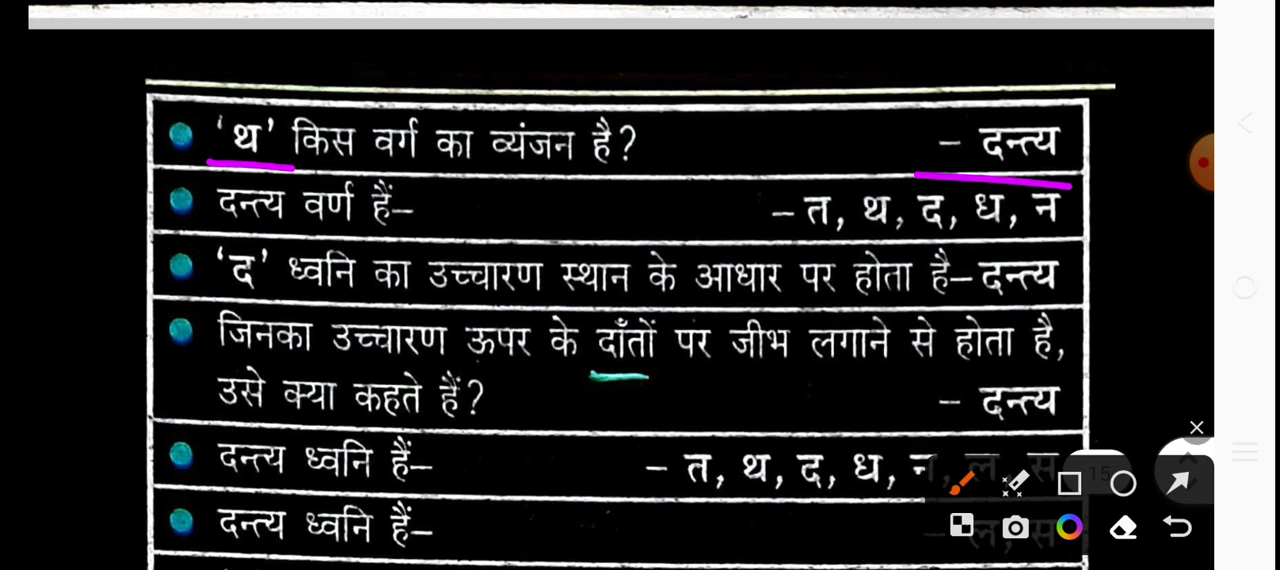 'थ' किस वर्ग का व्यंजन है? – दन्त्य
दन्त्य वर्ण हैं– – त, थ, द, ध, न
'द' ध्वनि का उच्चारण स्थान के आधार पर होता है– दन्त्य
जिनका उच्चारण ऊपर के दाँतों पर जीभ लगाने से होता है,
उसे क्या कहते हैं? – दन्त्य
दन्त्य ध्वनि हैं– – त, थ, द, ध, न, ल, स
15
दन्त्य ध्वनि हैं– – ल, स